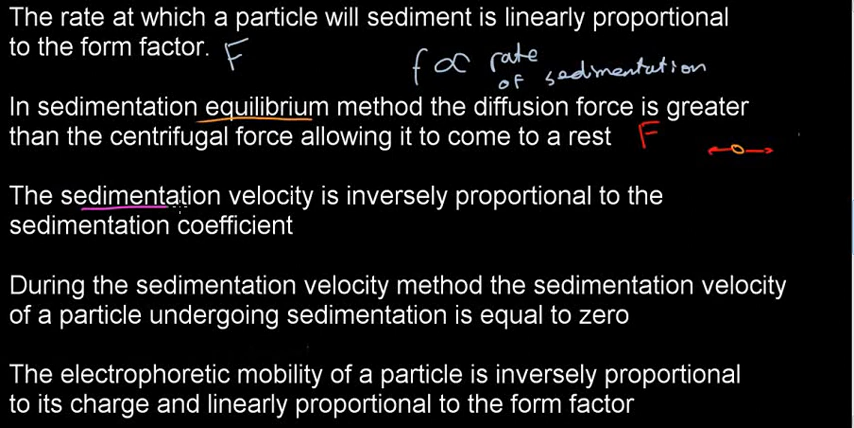 The rate at which a particle will sediment is linearly proportional
to the form factor. F
f ∝ rate
of sedimentation
In sedimentation equilibrium method the diffusion force is greater
than the centrifugal force allowing it to come to a rest F
The sedimentation velocity is inversely proportional to the
sedimentation coefficient
During the sedimentation velocity method the sedimentation velocity
of a particle undergoing sedimentation is equal to zero
The electrophoretic mobility of a particle is inversely proportional
to its charge and linearly proportional to the form factor